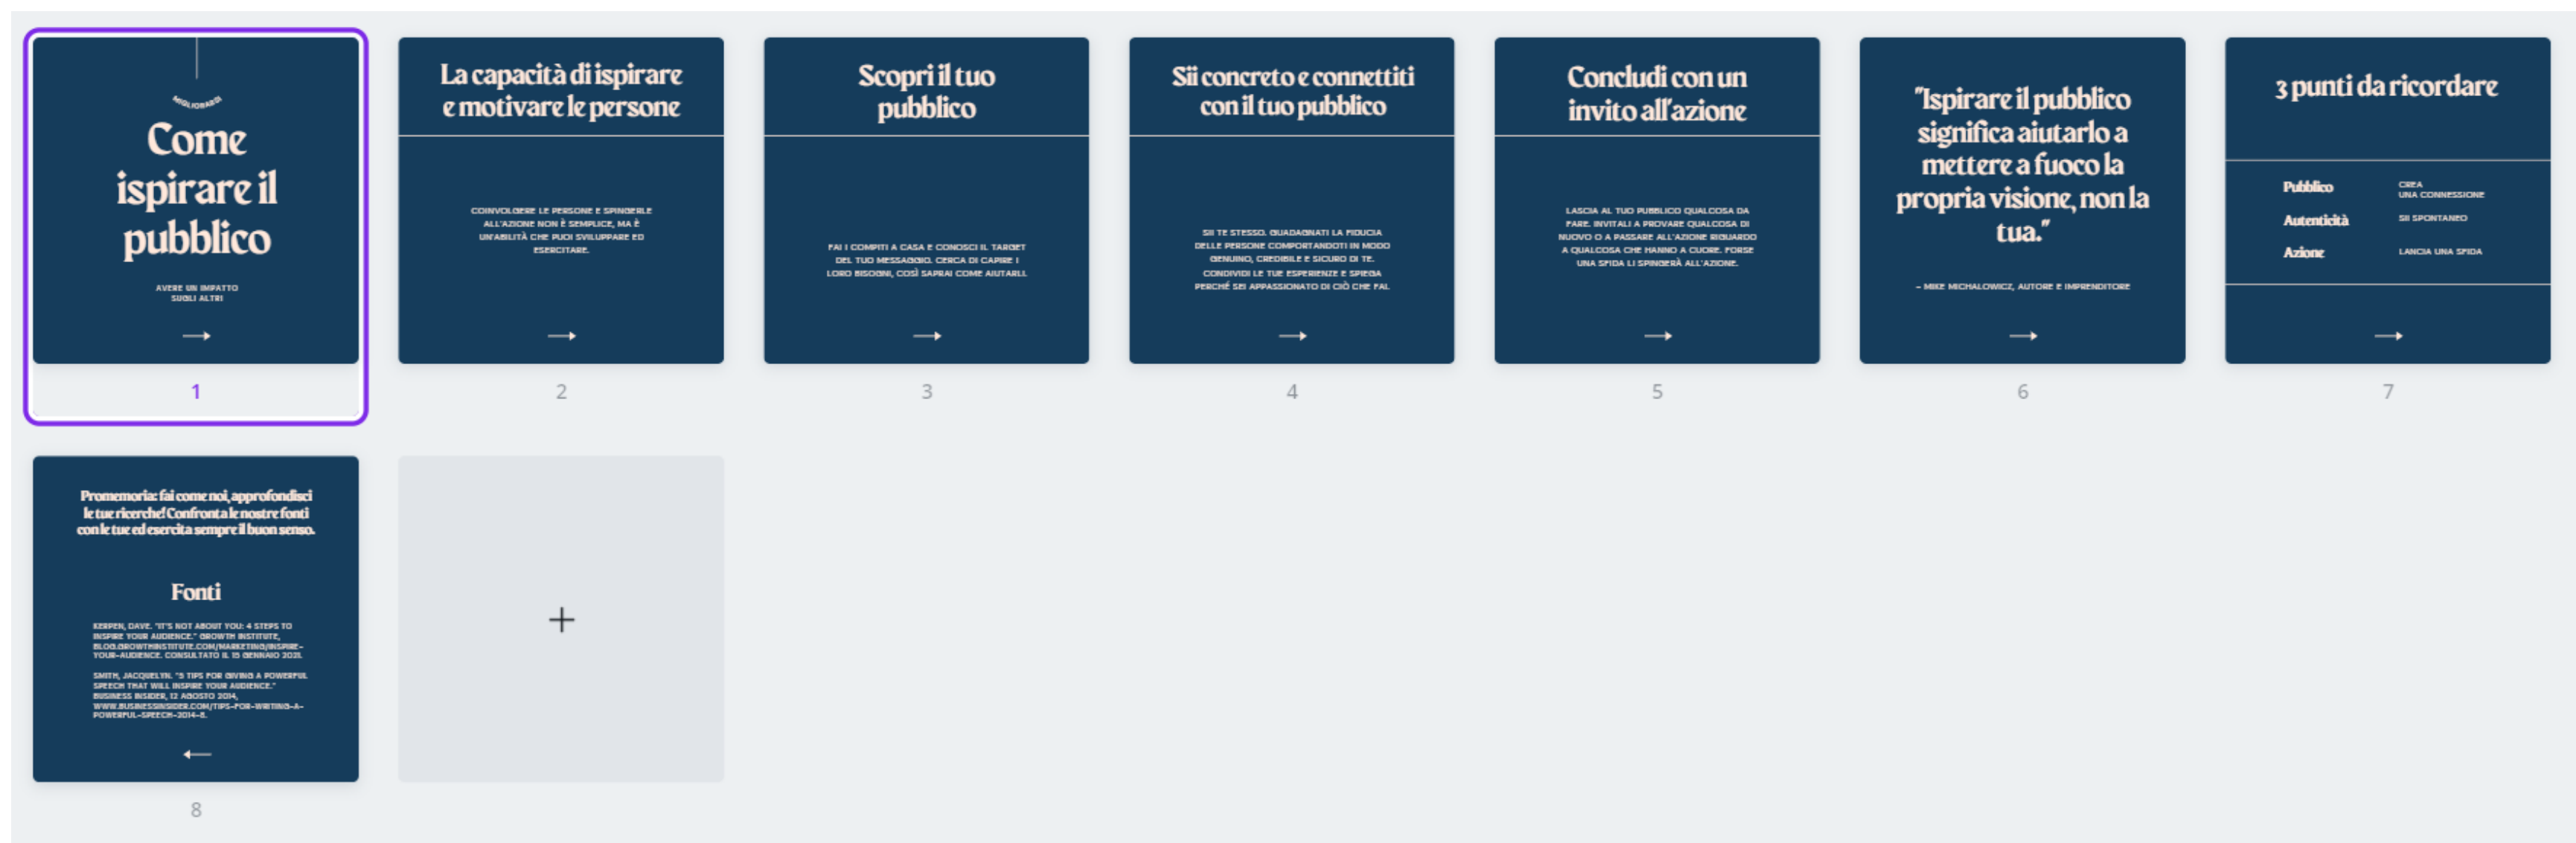 MIGLIORARSI
Come
ispirare il
pubblico
AVERE UN IMPATTO
SUGLI ALTRI
1
La capacità di ispirare
e motivare le persone
COINVOLGERE LE PERSONE E SPINGERLE
ALL'AZIONE NON È SEMPLICE, MA È
UN'ABILITÀ CHE PUOI SVILUPPARE ED
ESERCITARE.
2
Scopri il tuo
pubblico
FAI I COMPITI A CASA E CONOSCI IL TARGET
DEL TUO MESSAGGIO. CERCA DI CAPIRE I
LORO BISOGNI, COSÌ SAPRAI COME AIUTARLI.
3
Sii concreto e connettiti
con il tuo pubblico
SII TE STESSO. GUADAGNATI LA FIDUCIA
DELLE PERSONE COMPORTANDOTI IN MODO
GENUINO, CREDIBILE E SICURO DI TE.
CONDIVIDI LE TUE ESPERIENZE E SPIEGA
PERCHÉ SEI APPASSIONATO DI CIÒ CHE FAI.
4
Concludi con un
invito all'azione
LASCIA AL TUO PUBBLICO QUALCOSA DA
FARE. INVITALI A PROVARE QUALCOSA DI
NUOVO O A PASSARE ALL'AZIONE RIGUARDO
A QUALCOSA CHE HANNO A CUORE. FORSE
UNA SFIDA LI SPINGERÀ ALL'AZIONE.
5
"Ispirare il pubblico
significa aiutarlo a
mettere a fuoco la
propria visione, non la
tua."
– MIKE MICHALOWICZ, AUTORE E IMPRENDITORE
6
3 punti da ricordare
Pubblico CREA
UNA CONNESSIONE
Autenticità SII SPONTANEO
Azione LANCIA UNA SFIDA
7
Promemoria: fai come noi, approfondisci
le tue ricerche! Confronta le nostre fonti
con le tue ed esercita sempre il buon senso.
Fonti
KERPEN, DAVE. "IT'S NOT ABOUT YOU: 4 STEPS TO
INSPIRE YOUR AUDIENCE." GROWTH INSTITUTE,
BLOG.GROWTHINSTITUTE.COM/MARKETING/INSPIRE-
YOUR-AUDIENCE. CONSULTATO IL 15 GENNAIO 2021.
SMITH, JACQUELYN. "5 TIPS FOR GIVING A POWERFUL
SPEECH THAT WILL INSPIRE YOUR AUDIENCE."
BUSINESS INSIDER, 12 AGOSTO 2014,
WWW.BUSINESSINSIDER.COM/TIPS-FOR-WRITING-A-
POWERFUL-SPEECH-2014-8.
8